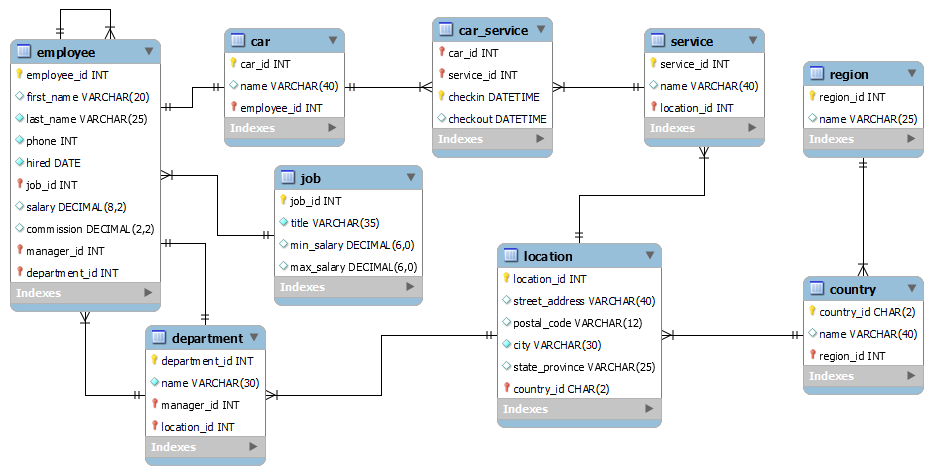 employee
employee_id INT
first_name VARCHAR(20)
last_name VARCHAR(25)
phone INT
hired DATE
job_id INT
salary DECIMAL(8,2)
commission DECIMAL(2,2)
manager_id INT
department_id INT
Indexes
car
car_id INT
name VARCHAR(40)
employee_id INT
Indexes
car_service
car_id INT
service_id INT
checkin DATETIME
checkout DATETIME
Indexes
service
service_id INT
name VARCHAR(40)
location_id INT
Indexes
region
region_id INT
name VARCHAR(25)
Indexes
job
job_id INT
title VARCHAR(35)
min_salary DECIMAL(6,0)
max_salary DECIMAL(6,0)
Indexes
location
location_id INT
street_address VARCHAR(40)
postal_code VARCHAR(12)
city VARCHAR(30)
state_province VARCHAR(25)
country_id CHAR(2)
Indexes
country
country_id CHAR(2)
name VARCHAR(40)
region_id INT
Indexes
department
department_id INT
name VARCHAR(30)
manager_id INT
location_id INT
Indexes